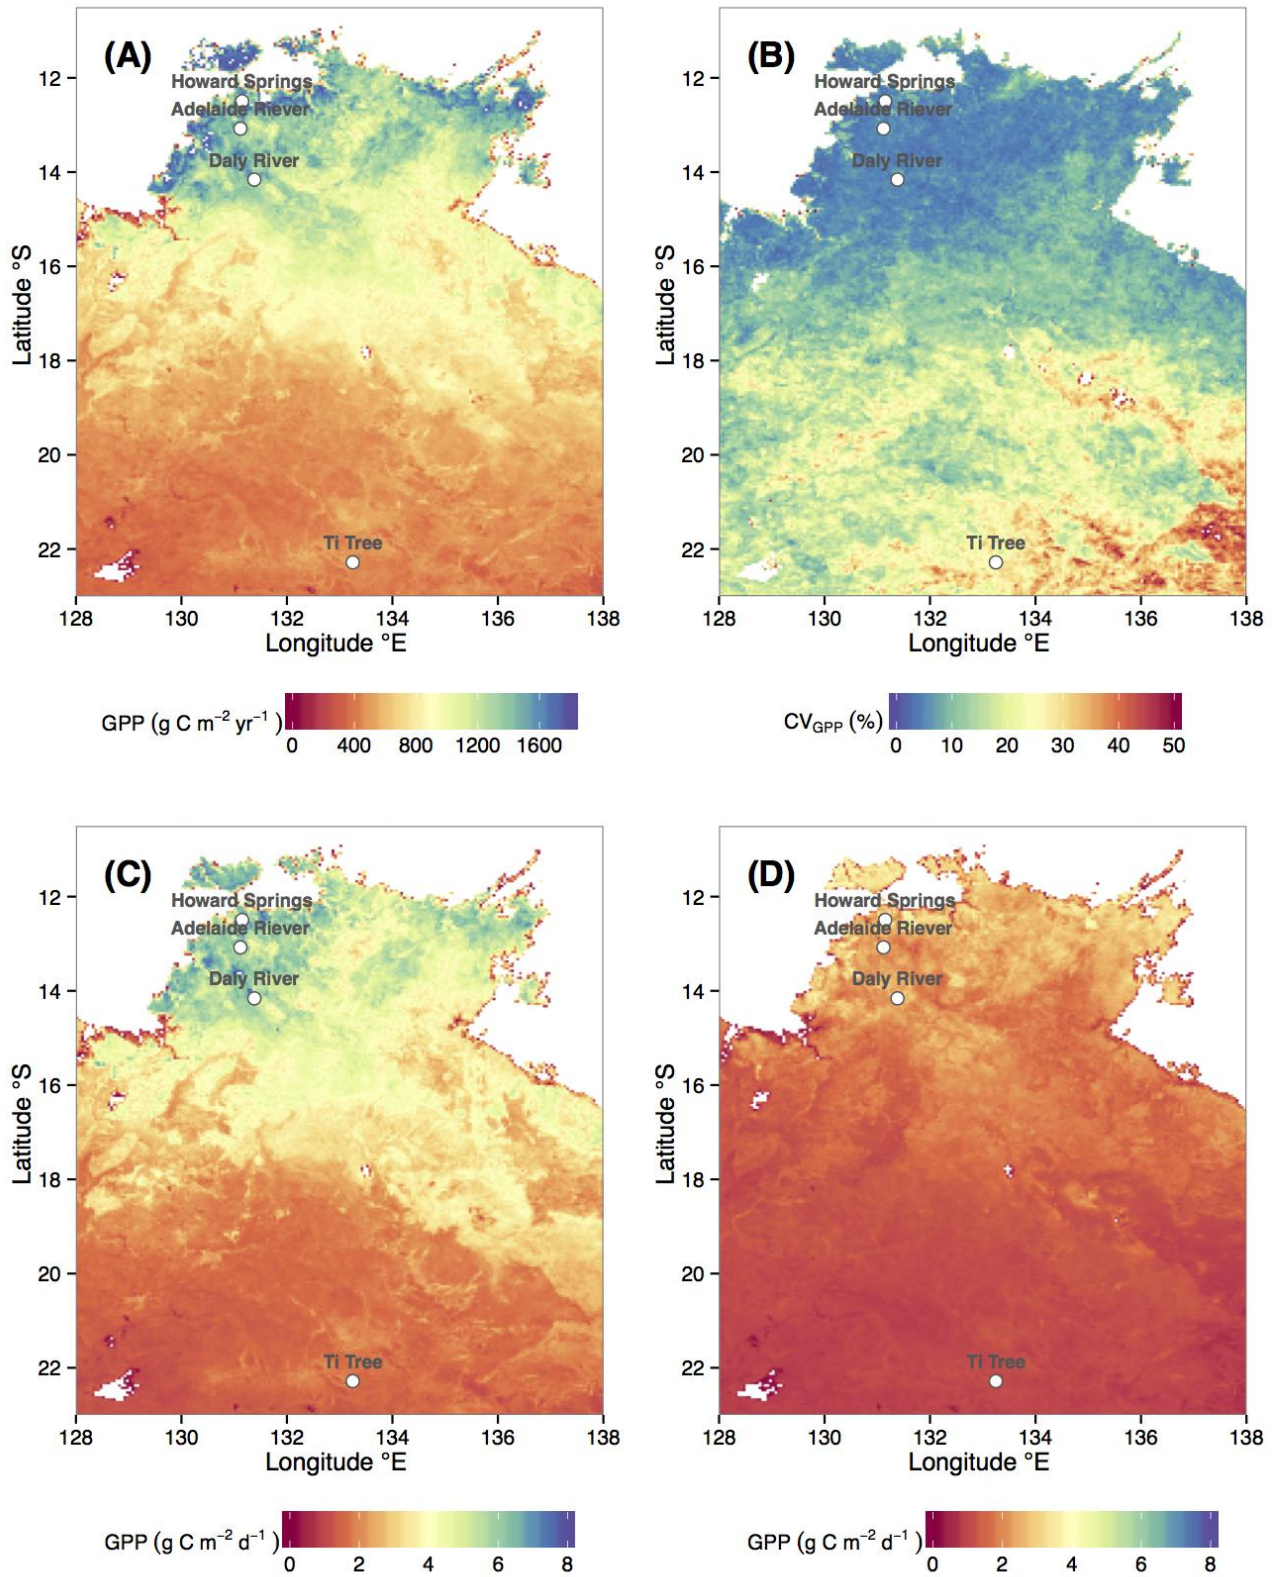 (A)
Howard Springs
Adelaide Riever
Daly River
Ti Tree
12
14
16
18
20
22
Latitude °S
128 130 132 134 136 138
Longitude °E
GPP (g C m⁻² yr⁻¹)
0 400 800 1200 1600
(B)
Howard Springs
Adelaide Riever
Daly River
Ti Tree
12
14
16
18
20
22
Latitude °S
128 130 132 134 136 138
Longitude °E
CV_GPP (%)
0 10 20 30 40 50
(C)
Howard Springs
Adelaide Riever
Daly River
Ti Tree
12
14
16
18
20
22
Latitude °S
128 130 132 134 136 138
Longitude °E
GPP (g C m⁻² d⁻¹)
0 2 4 6 8
(D)
Howard Springs
Adelaide Riever
Daly River
Ti Tree
12
14
16
18
20
22
Latitude °S
128 130 132 134 136 138
Longitude °E
GPP (g C m⁻² d⁻¹)
0 2 4 6 8